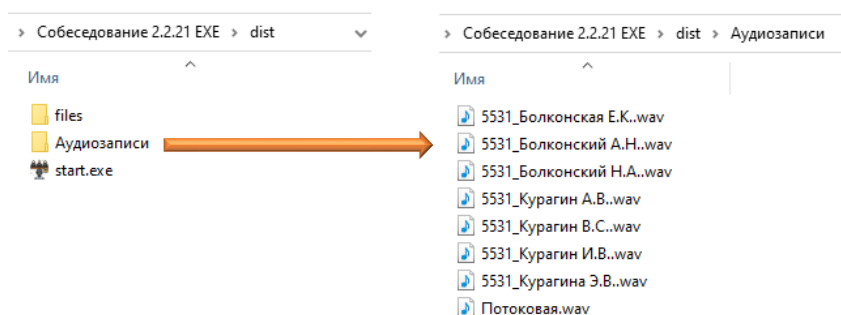 Собеседование 2.2.21 EXE > dist
Имя
files
Аудиозаписи
start.exe
Собеседование 2.2.21 EXE > dist > Аудиозаписи
Имя
5531_Болконская Е.К..wav
5531_Болконский А.Н..wav
5531_Болконский Н.А..wav
5531_Курагин А.В..wav
5531_Курагин В.С..wav
5531_Курагин И.В..wav
5531_Курагина Э.В..wav
Потоковая.wav